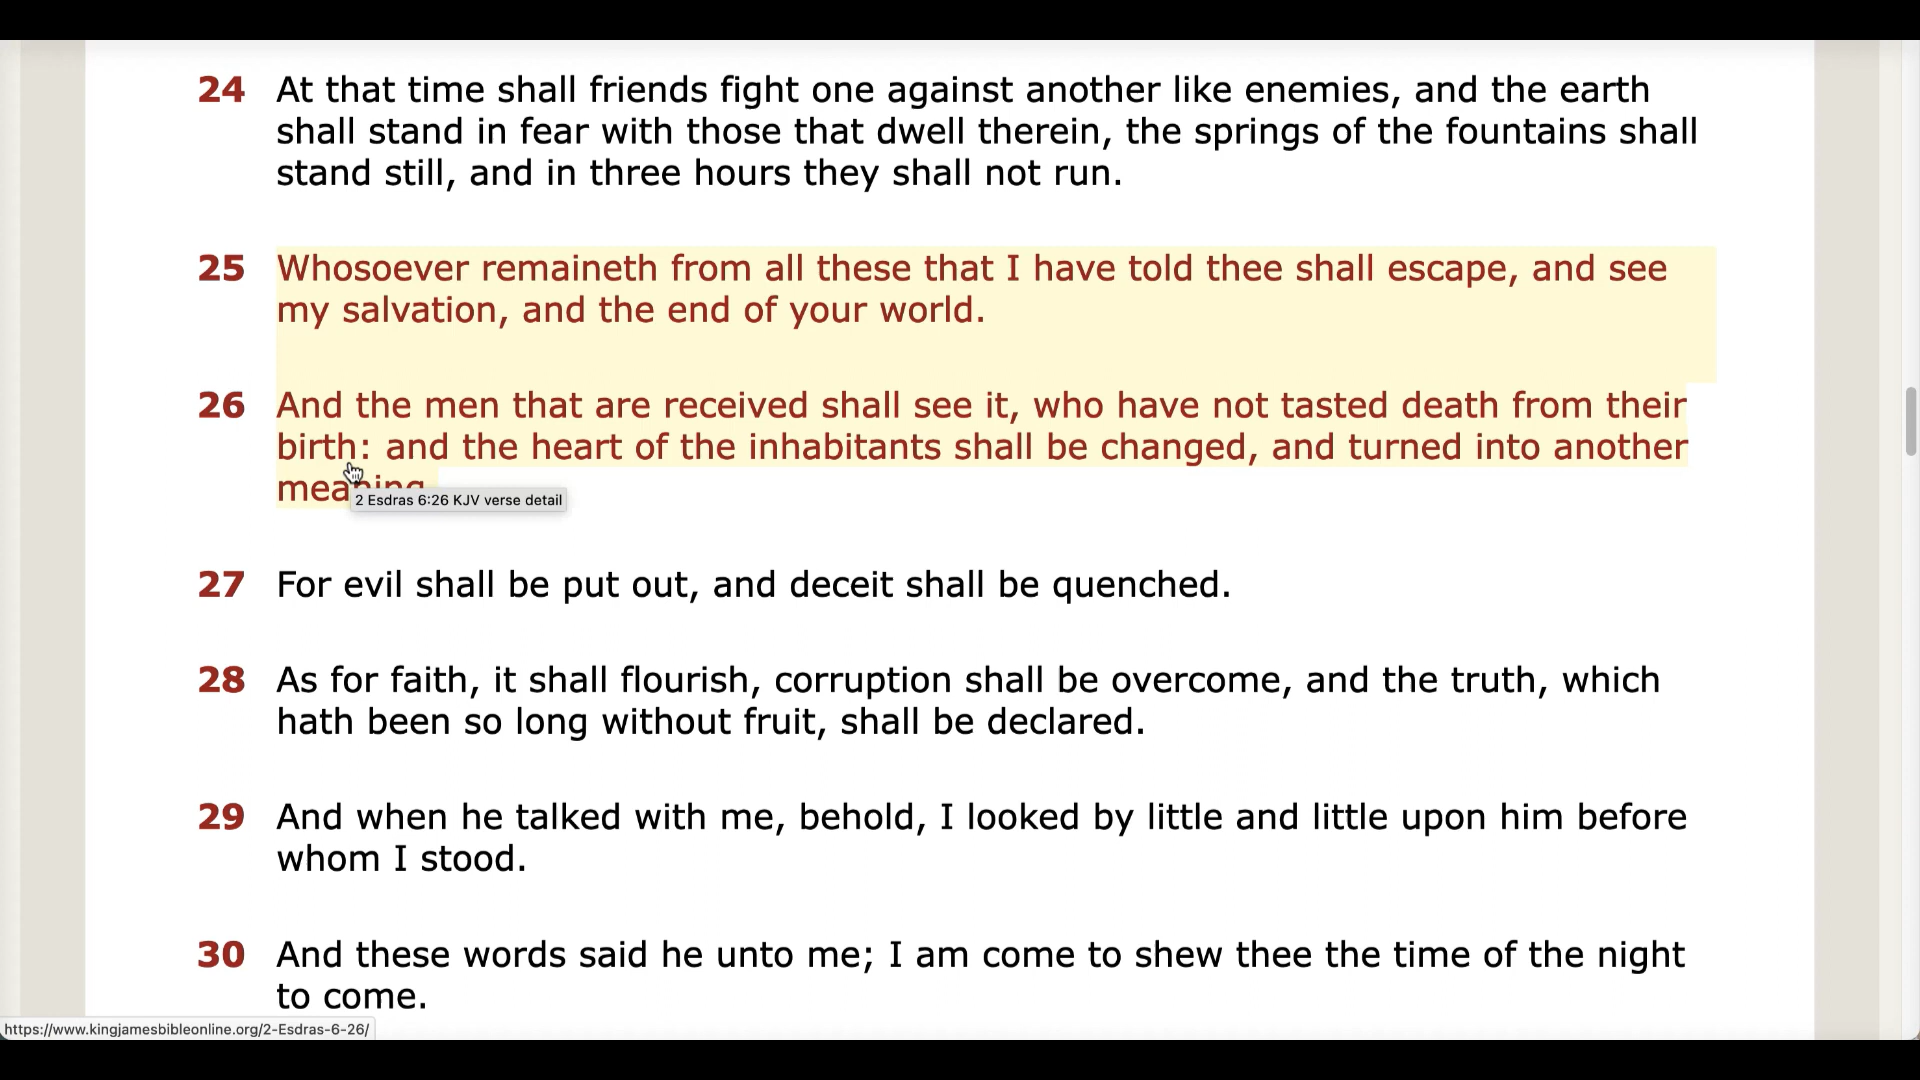 24 At that time shall friends fight one against another like enemies, and the earth
shall stand in fear with those that dwell therein, the springs of the fountains shall
stand still, and in three hours they shall not run.
25 Whosoever remaineth from all these that I have told thee shall escape, and see
my salvation, and the end of your world.
26 And the men that are received shall see it, who have not tasted death from their
birth: and the heart of the inhabitants shall be changed, and turned into another
meaning.
2 Esdras 6:26 KJV verse detail
27 For evil shall be put out, and deceit shall be quenched.
28 As for faith, it shall flourish, corruption shall be overcome, and the truth, which
hath been so long without fruit, shall be declared.
29 And when he talked with me, behold, I looked by little and little upon him before
whom I stood.
30 And these words said he unto me; I am come to shew thee the time of the night
to come.
https://www.kingjamesbibleonline.org/2-Esdras-6-26/